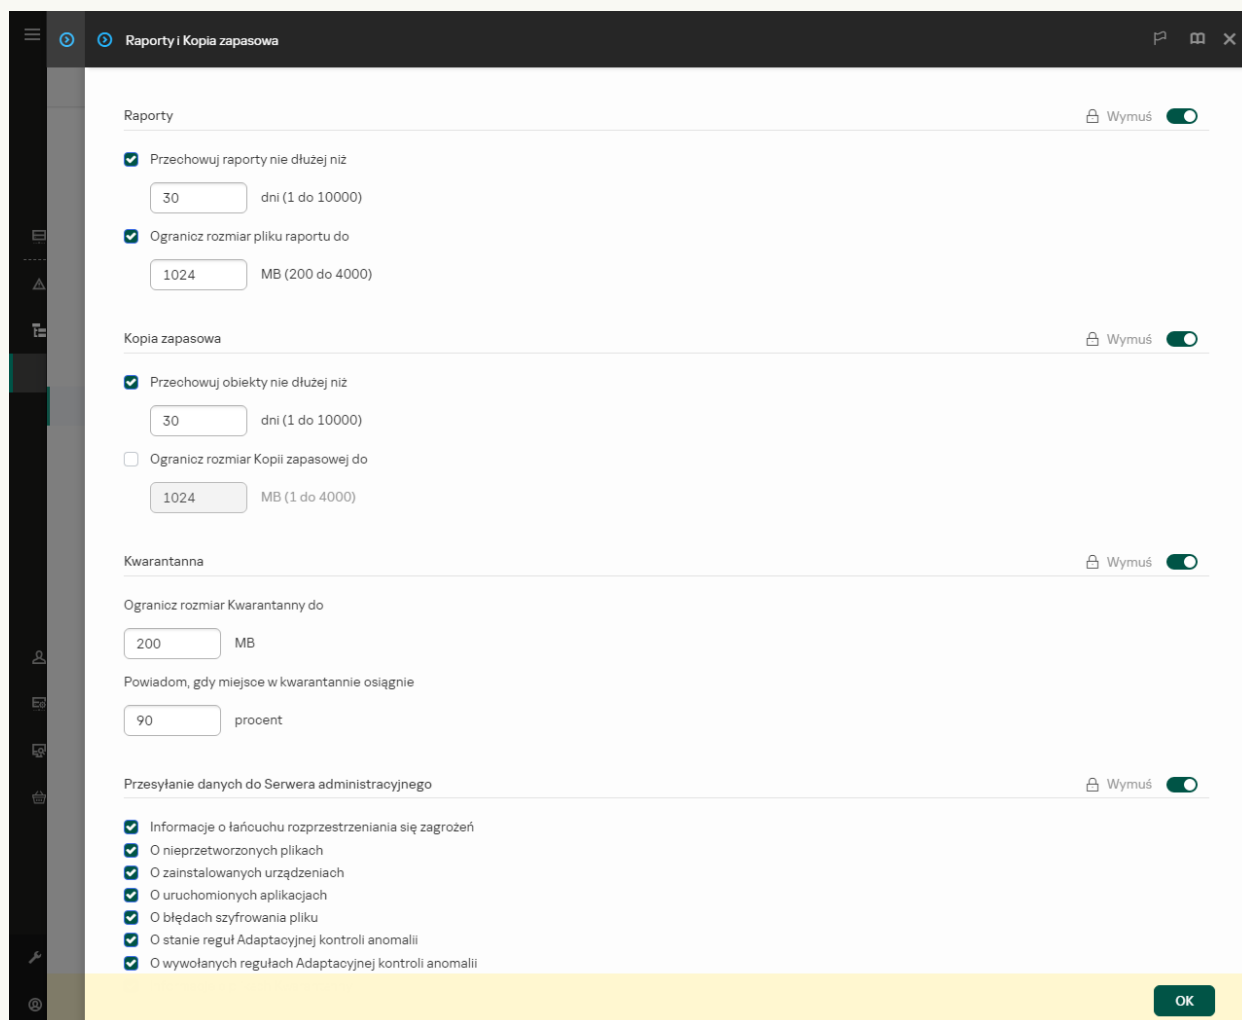 Raporty i Kopia zapasowa
Raporty
Wymuś
Przechowuj raporty nie dłużej niż
30 dni (1 do 10000)
Ogranicz rozmiar pliku raportu do
1024 MB (200 do 4000)
Kopia zapasowa
Wymuś
Przechowuj obiekty nie dłużej niż
30 dni (1 do 10000)
Ogranicz rozmiar Kopii zapasowej do
1024 MB (1 do 4000)
Kwarantanna
Wymuś
Ogranicz rozmiar Kwarantanny do
200 MB
Powiadom, gdy miejsce w kwarantannie osiągnie
90 procent
Przesyłanie danych do Serwera administracyjnego
Wymuś
Informacje o łańcuchu rozprzestrzeniania się zagrożeń
O nieprzetworzonych plikach
O zainstalowanych urządzeniach
O uruchomionych aplikacjach
O błędach szyfrowania pliku
O stanie reguł Adaptacyjnej kontroli anomalii
O wywołanych regułach Adaptacyjnej kontroli anomalii
OK